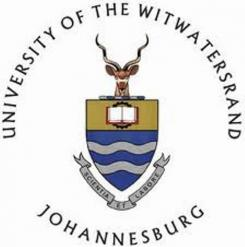 UNIVERSITY OF THE WITWATERSRAND
SCIENTIA
ET
LABORE
JOHANNESBURG